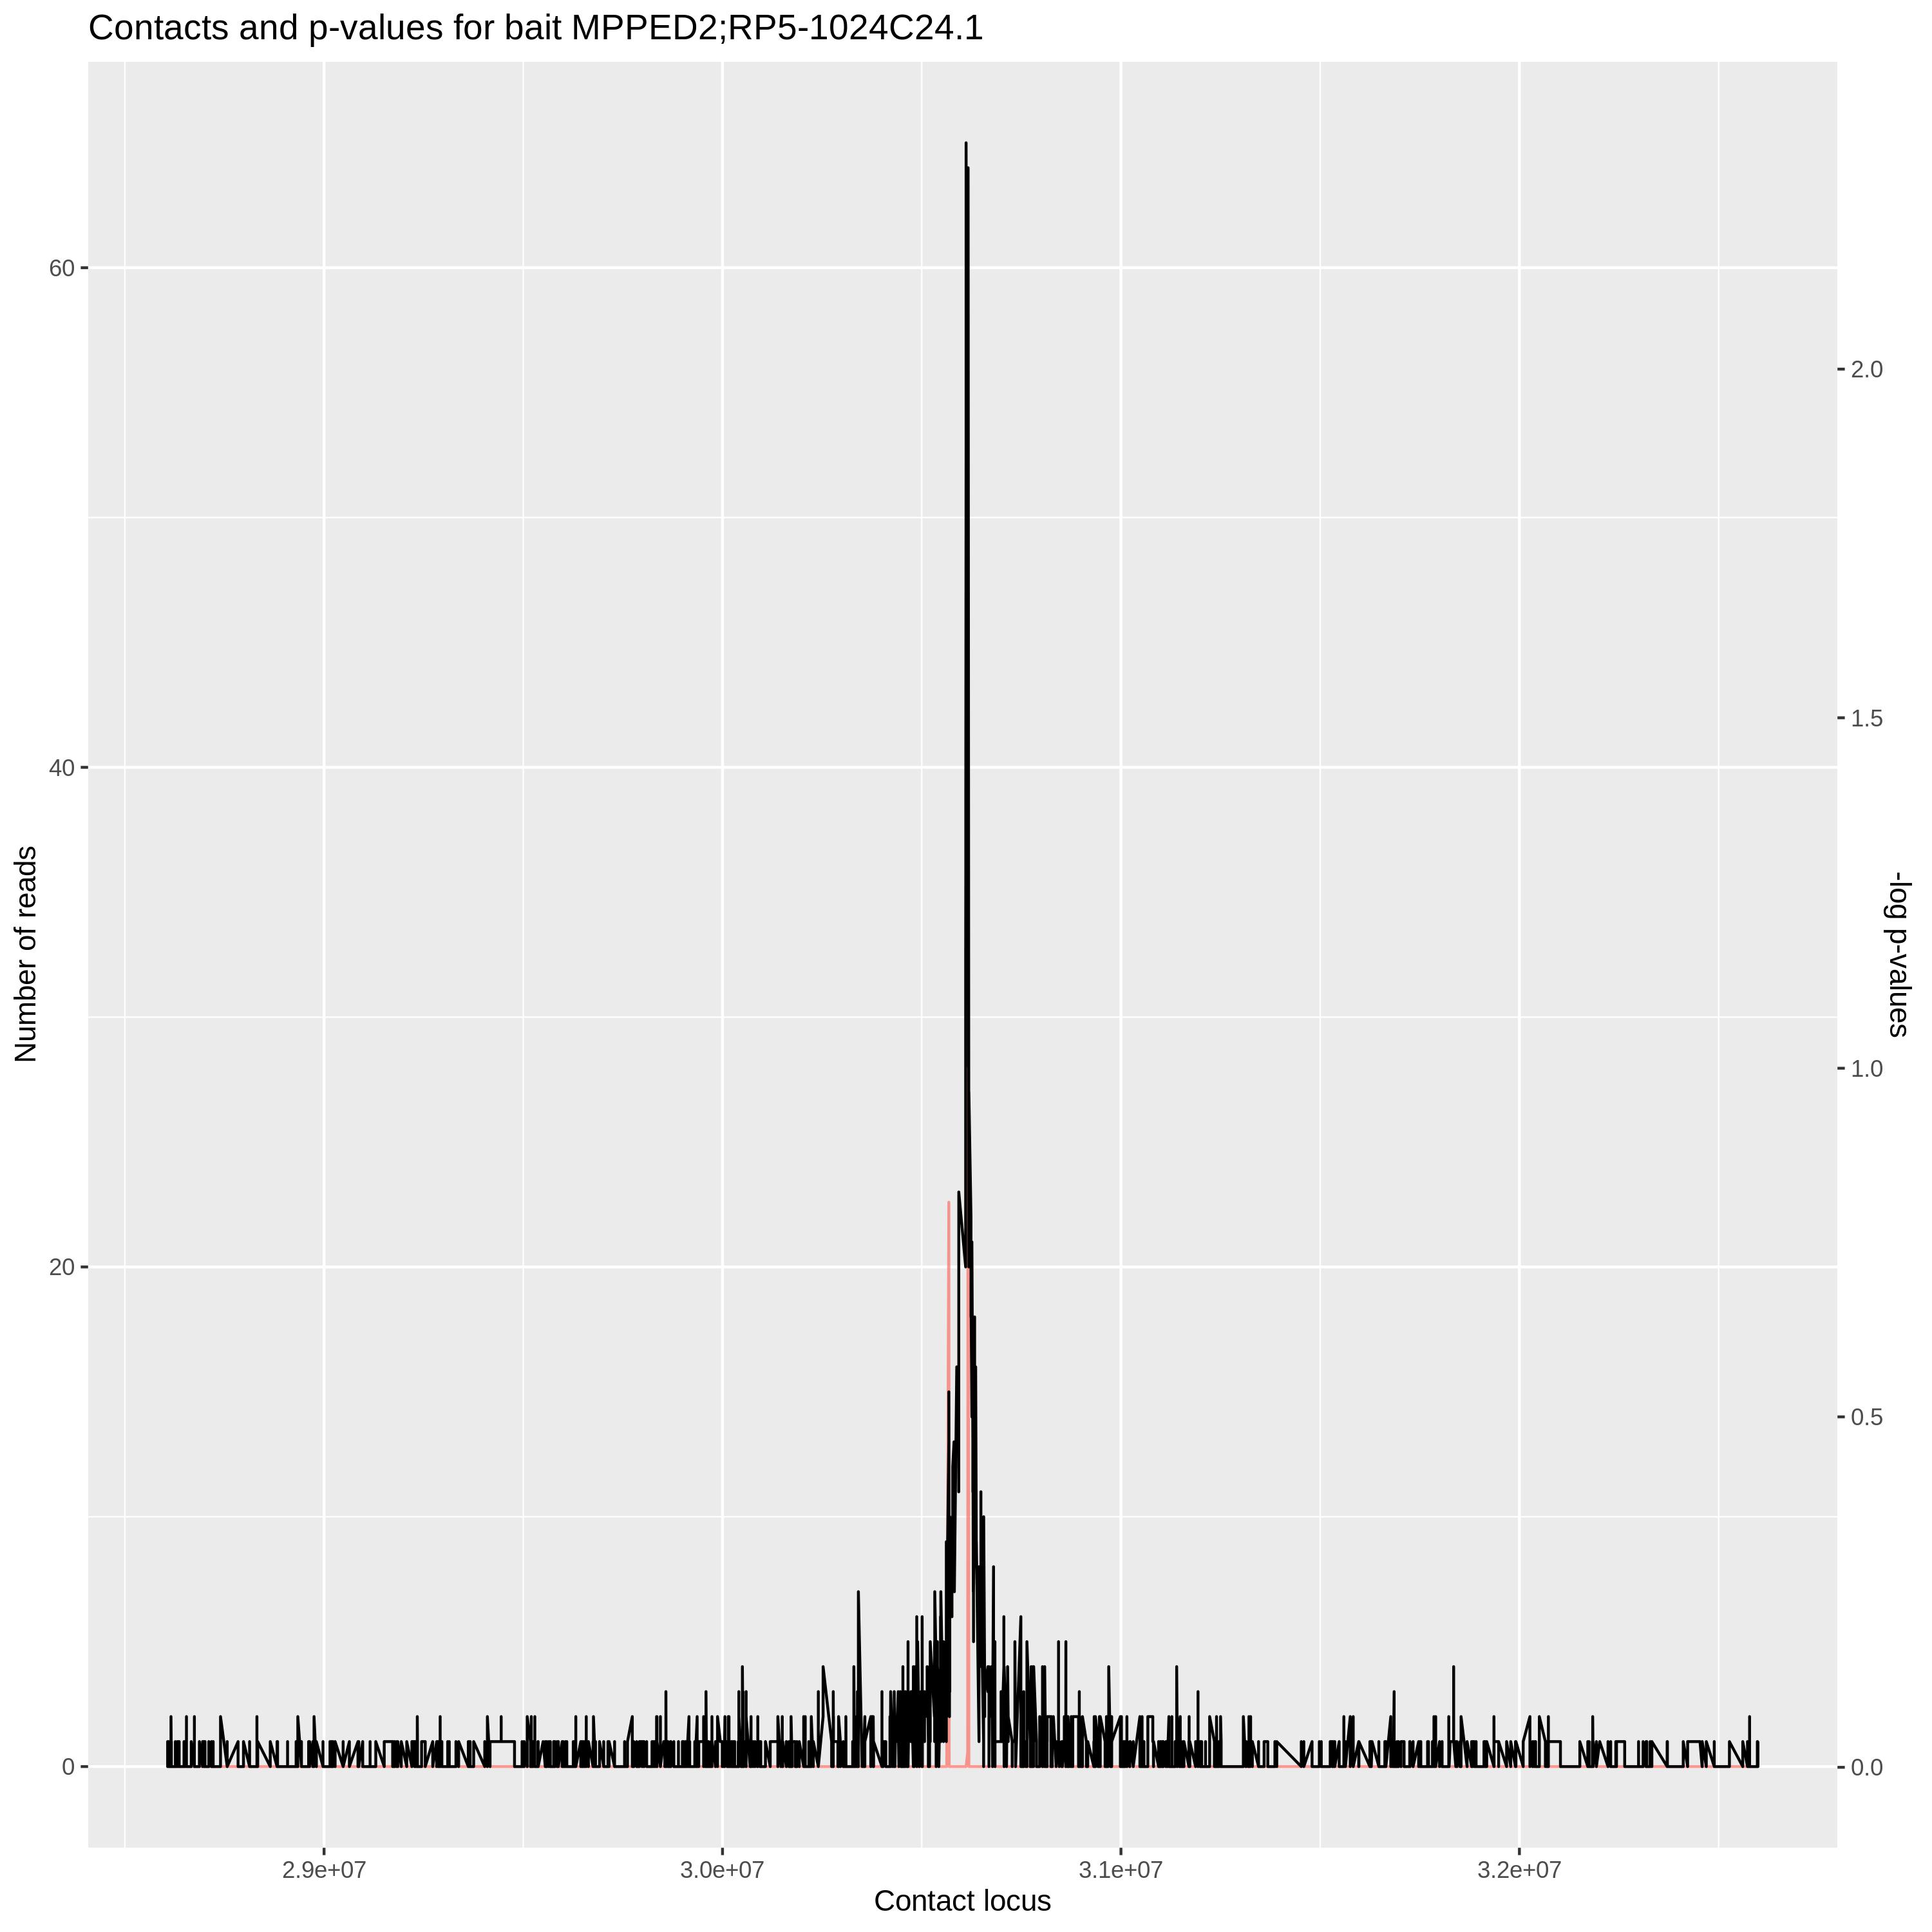 Contacts and p-values for bait MPPED2;RP5-1024C24.1
60
40
20
0
Number of reads
2.0
1.5
1.0
0.5
0.0
-log p-values
2.9e+07
3.0e+07
3.1e+07
3.2e+07
Contact locus